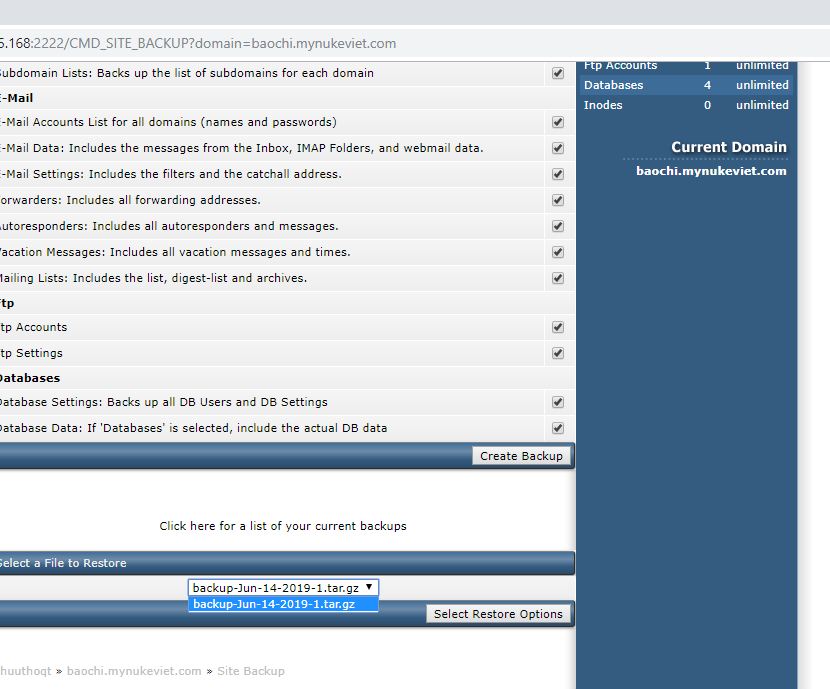 5.168:2222/CMD_SITE_BACKUP?domain=baochi.mynukeviet.com
Subdomain Lists: Backs up the list of subdomains for each domain
E-Mail
E-Mail Accounts List for all domains (names and passwords)
E-Mail Data: Includes the messages from the Inbox, IMAP Folders, and webmail data.
E-Mail Settings: Includes the filters and the catchall address.
Forwarders: Includes all forwarding addresses.
Autoresponders: Includes all autoresponders and messages.
Vacation Messages: Includes all vacation messages and times.
Mailing Lists: Includes the list, digest-list and archives.
Ftp
Ftp Accounts
Ftp Settings
Databases
Database Settings: Backs up all DB Users and DB Settings
Database Data: If 'Databases' is selected, include the actual DB data
Create Backup
Click here for a list of your current backups
Select a File to Restore
backup-Jun-14-2019-1.tar.gz
backup-Jun-14-2019-1.tar.gz
Select Restore Options
huuthoqt » baochi.mynukeviet.com » Site Backup
Ftp Accounts 1 unlimited
Databases 4 unlimited
Inodes 0 unlimited
Current Domain
baochi.mynukeviet.com